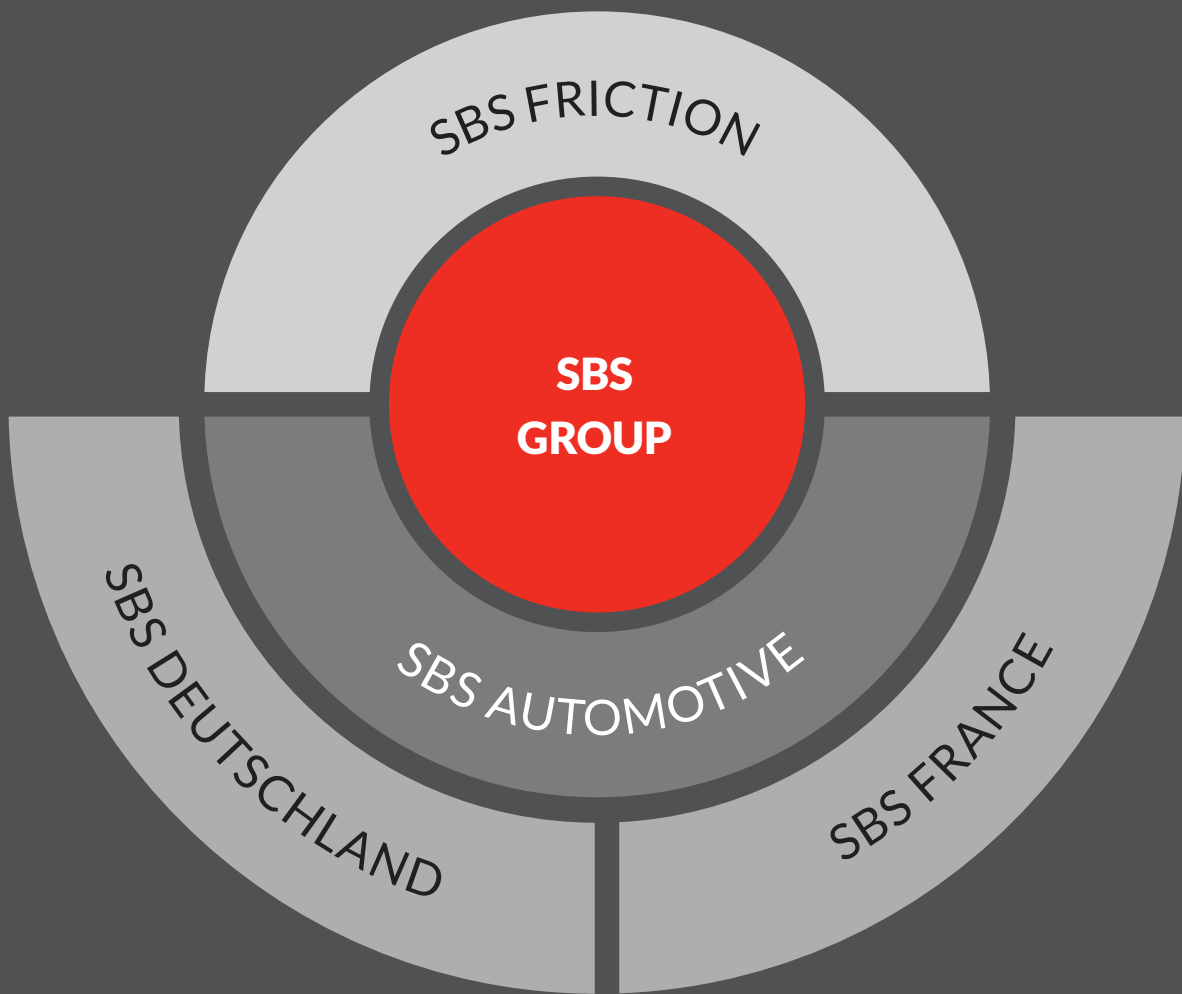 SBS FRICTION
SBS
GROUP
SBS AUTOMOTIVE
SBS DEUTSCHLAND
SBS FRANCE